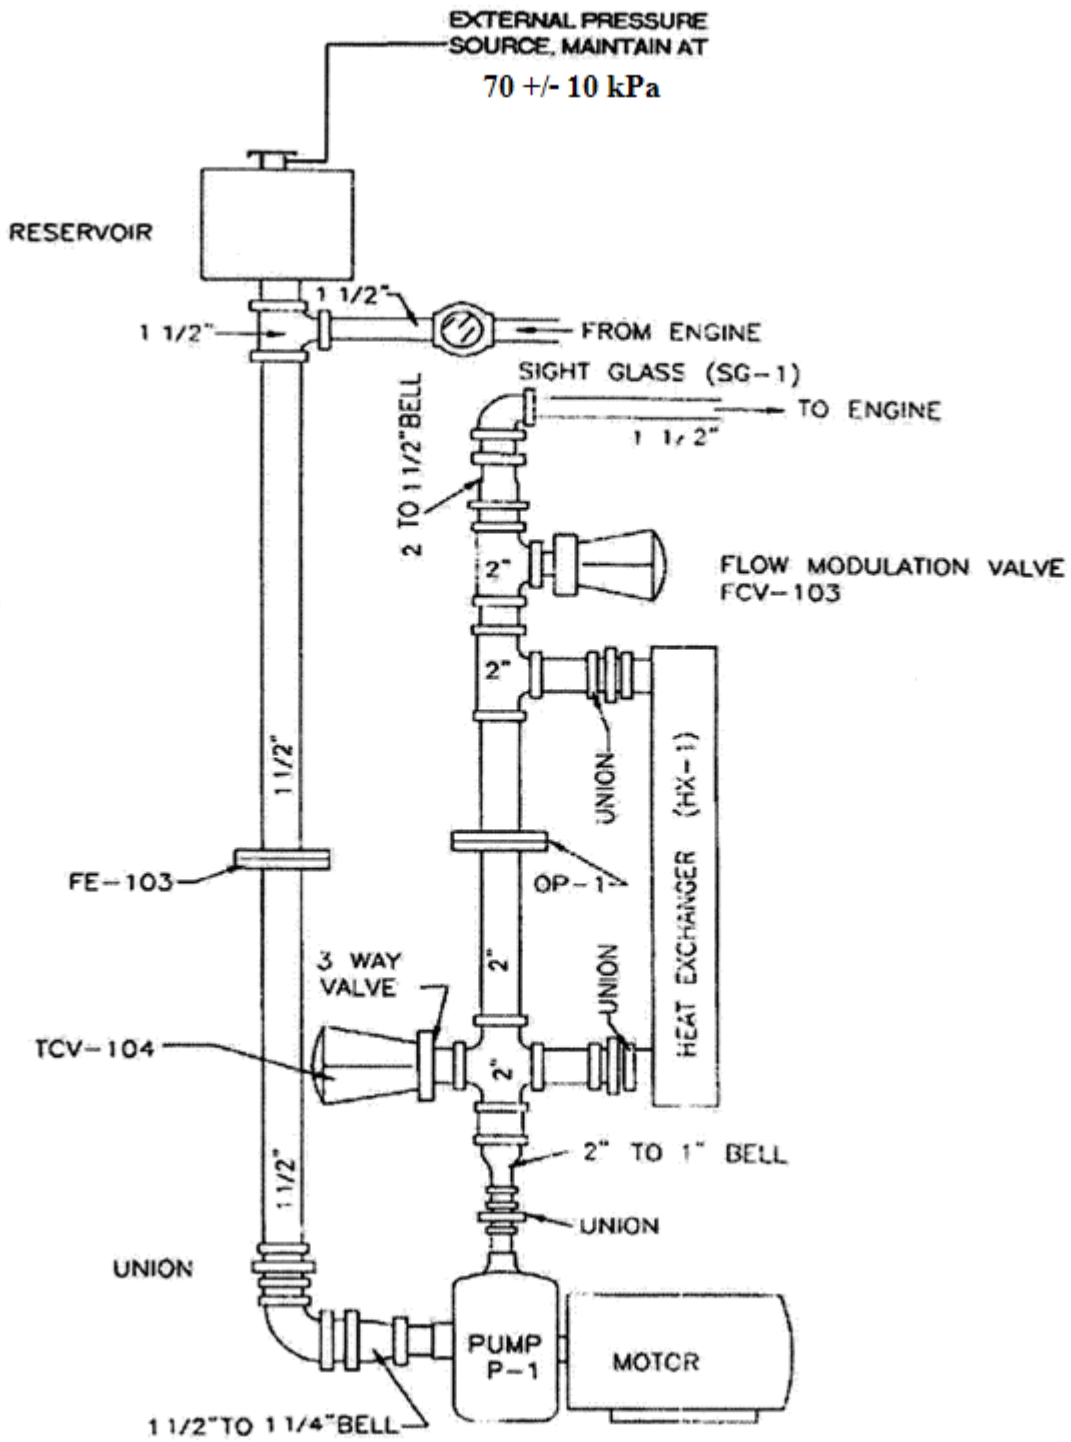 EXTERNAL PRESSURE
SOURCE, MAINTAIN AT
70 +/- 10 kPa
RESERVOIR
1 1/2"
1 1/2"
FROM ENGINE
SIGHT GLASS (SG-1)
TO ENGINE
1 1/2"
2 TO 1 1/2" BELL
2"
FLOW MODULATION VALVE
FCV-103
2"
UNION
HEAT EXCHANGER (HX-1)
1 1/2"
FE-103
OP-1
3 WAY
VALVE
2"
UNION
TCV-104
2"
2" TO 1" BELL
1 1/2"
UNION
UNION
PUMP
P-1
MOTOR
1 1/2" TO 1 1/4" BELL